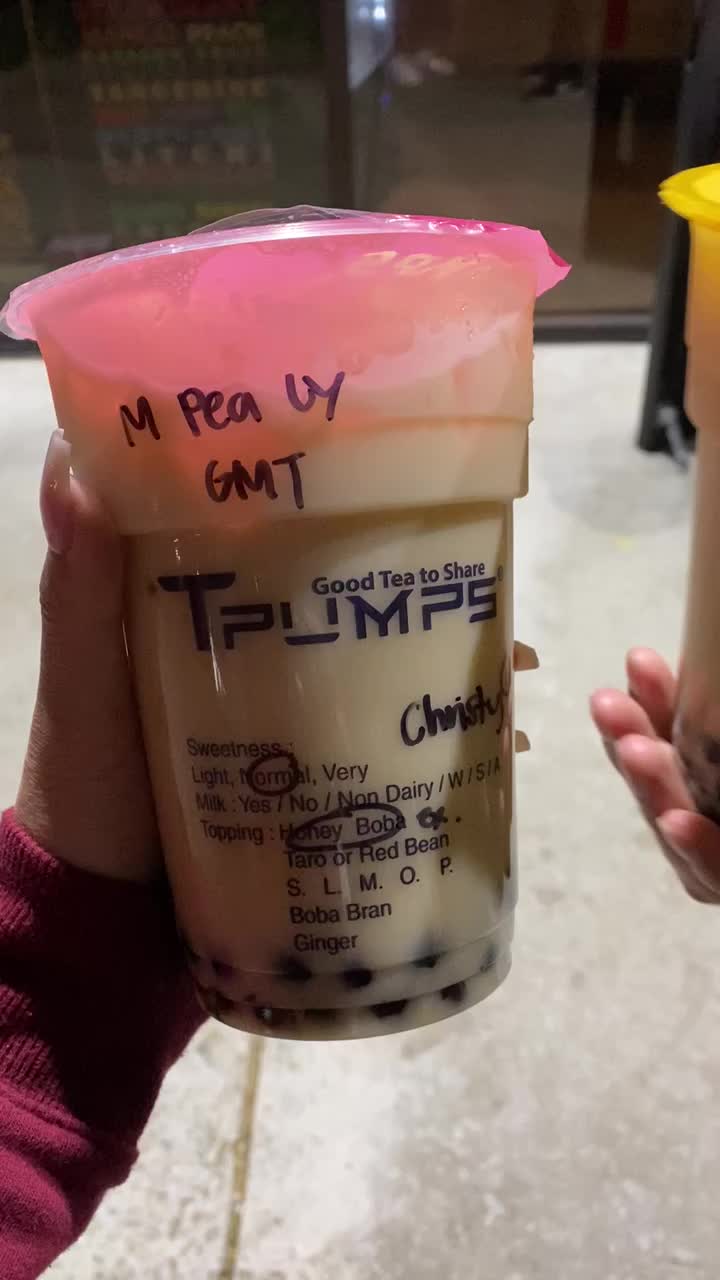 M Pea Ly
GMT
Good Tea to Share
TPUMPS
Christy
Sweetness :
Light, Normal, Very
Milk : Yes / No / Non Dairy / W / S / A
Topping : Honey Boba
Taro or Red Bean
S. L. M. O. P.
Boba Bran
Ginger